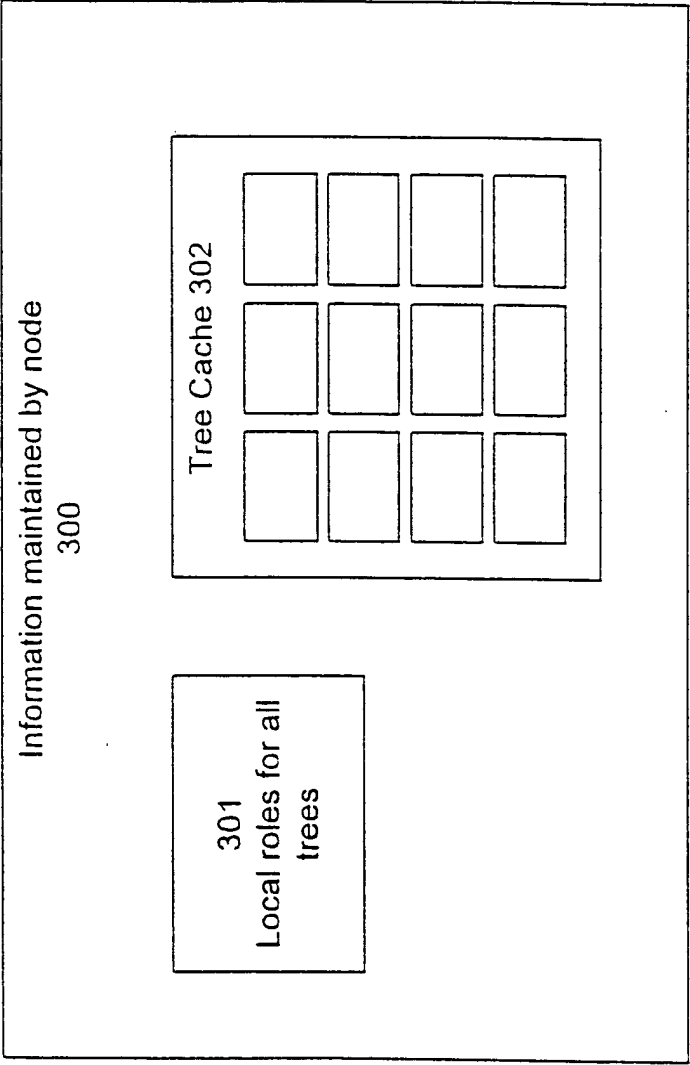 Information maintained by node
300
301
Local roles for all
trees
Tree Cache 302